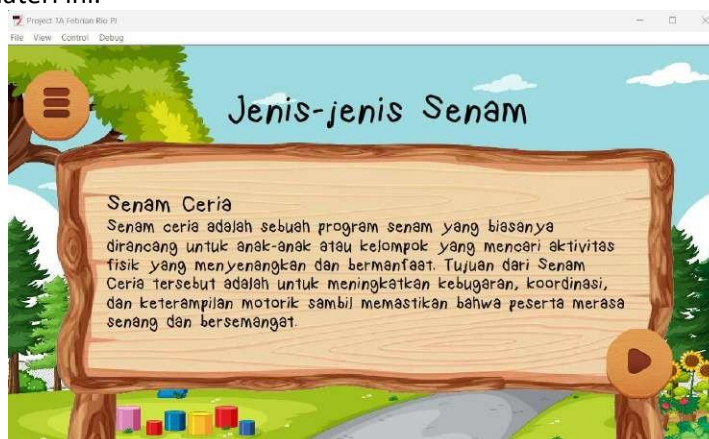 Project TA Febrian Rio PJ
File View Control Debug
Jenis-jenis Senam
Senam Ceria
Senam ceria adalah sebuah program senam yang biasanya
dirancang untuk anak-anak atau kelompok yang mencari aktivitas
fisik yang menyenangkan dan bermanfaat. Tujuan dari Senam
Ceria tersebut adalah untuk meningkatkan kebugaran, koordinasi,
dan keterampilan motorik sambil memastikan bahwa peserta merasa
senang dan bersemangat.